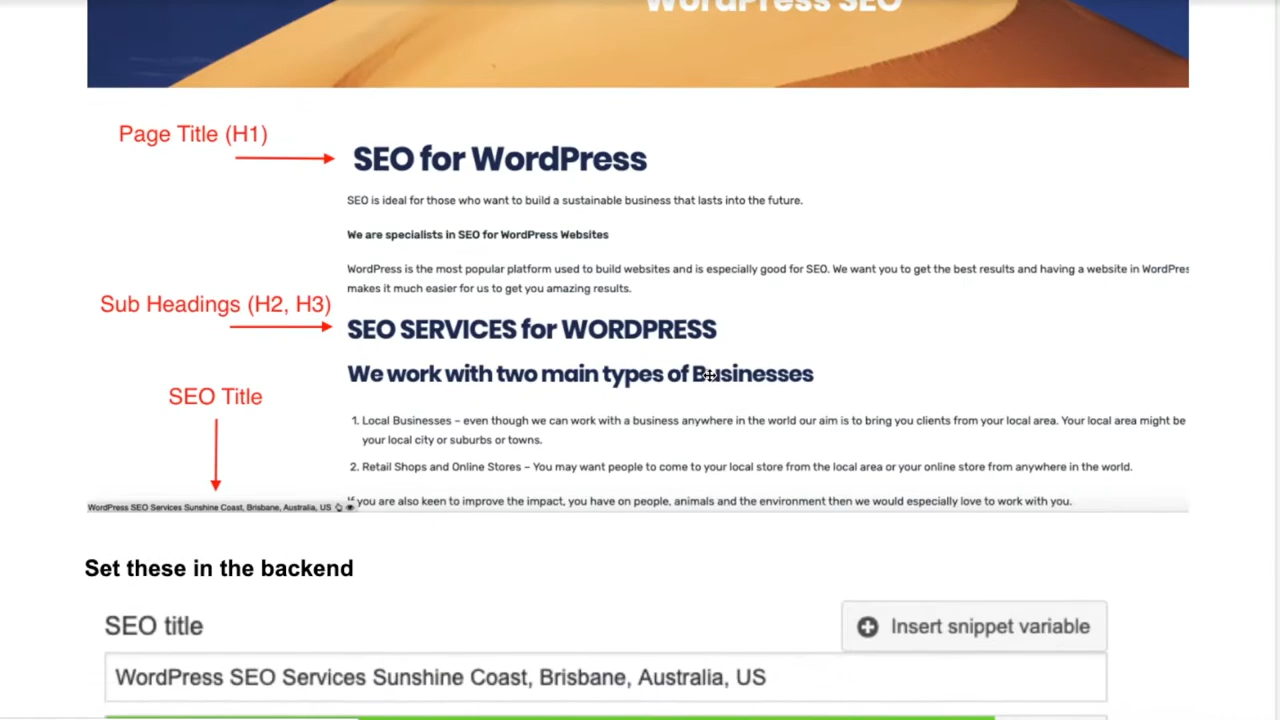 WordPress SEO
Page Title (H1)
SEO for WordPress
SEO is ideal for those who want to build a sustainable business that lasts into the future.
We are specialists in SEO for WordPress Websites
WordPress is the most popular platform used to build websites and is especially good for SEO. We want you to get the best results and having a website in WordPres
makes it much easier for us to get you amazing results.
Sub Headings (H2, H3)
SEO SERVICES for WORDPRESS
We work with two main types of Businesses
SEO Title
1. Local Businesses – even though we can work with a business anywhere in the world our aim is to bring you clients from your local area. Your local area might be
your local city or suburbs or towns.
2. Retail Shops and Online Stores – You may want people to come to your local store from the local area or your online store from anywhere in the world.
If you are also keen to improve the impact, you have on people, animals and the environment then we would especially love to work with you.
WordPress SEO Services Sunshine Coast, Brisbane, Australia, US
Set these in the backend
SEO title
Insert snippet variable
WordPress SEO Services Sunshine Coast, Brisbane, Australia, US